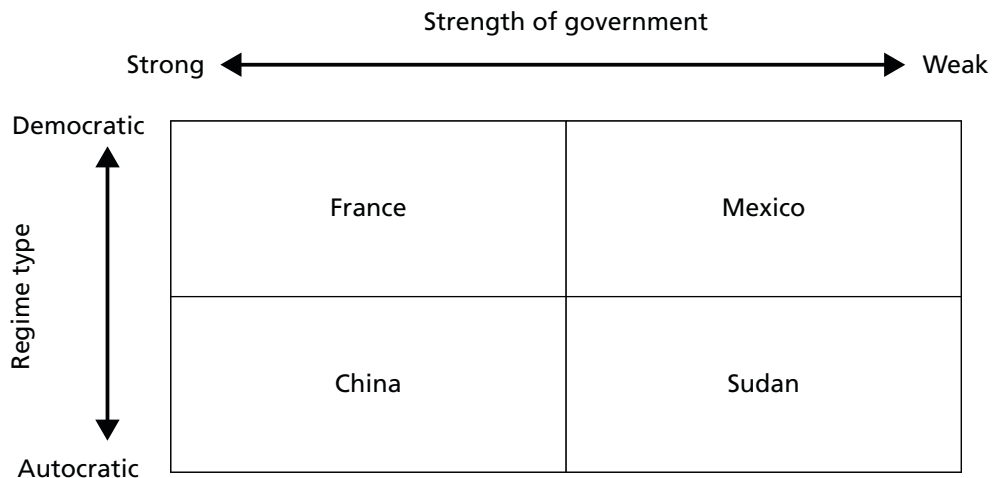 Strength of government
Strong
Weak
Democratic
France
Mexico
Regime type
China
Sudan
Autocratic